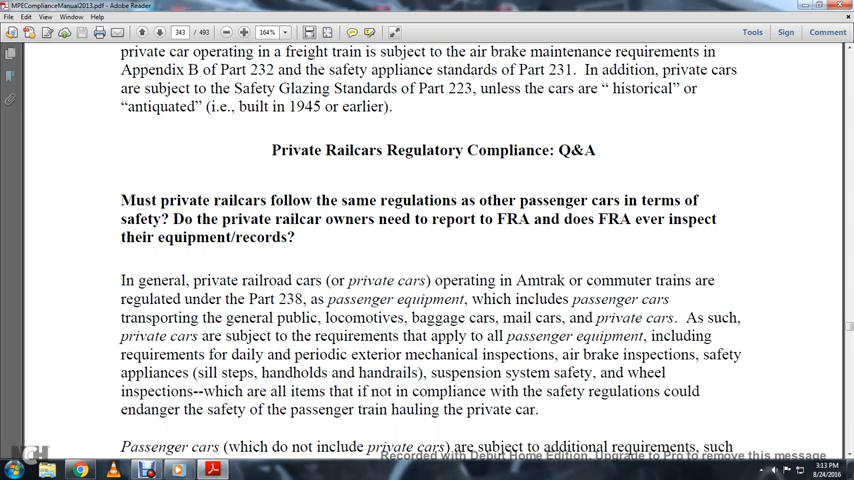 MPEComplianceManual2013.pdf - Adobe Reader
File Edit View Window Help
343 / 493 164% Tools Sign Comment
private car operating in a freight train is subject to the air brake maintenance requirements in
Appendix B of Part 232 and the safety appliance standards of Part 231. In addition, private cars
are subject to the Safety Glazing Standards of Part 223, unless the cars are “ historical” or
“antiquated” (i.e., built in 1945 or earlier).
Private Railcars Regulatory Compliance: Q&A
Must private railcars follow the same regulations as other passenger cars in terms of
safety? Do the private railcar owners need to report to FRA and does FRA ever inspect
their equipment/records?
In general, private railroad cars (or private cars) operating in Amtrak or commuter trains are
regulated under the Part 238, as passenger equipment, which includes passenger cars
transporting the general public, locomotives, baggage cars, mail cars, and private cars. As such,
private cars are subject to the requirements that apply to all passenger equipment, including
requirements for daily and periodic exterior mechanical inspections, air brake inspections, safety
appliances (sill steps, handholds and handrails), suspension system safety, and wheel
inspections--which are all items that if not in compliance with the safety regulations could
endanger the safety of the passenger train hauling the private car.
Passenger cars (which do not include private cars) are subject to additional requirements, such
NCH
Recorded with Debut Home Edition. Upgrade to Pro to remove this message
3:13 PM
8/24/2016